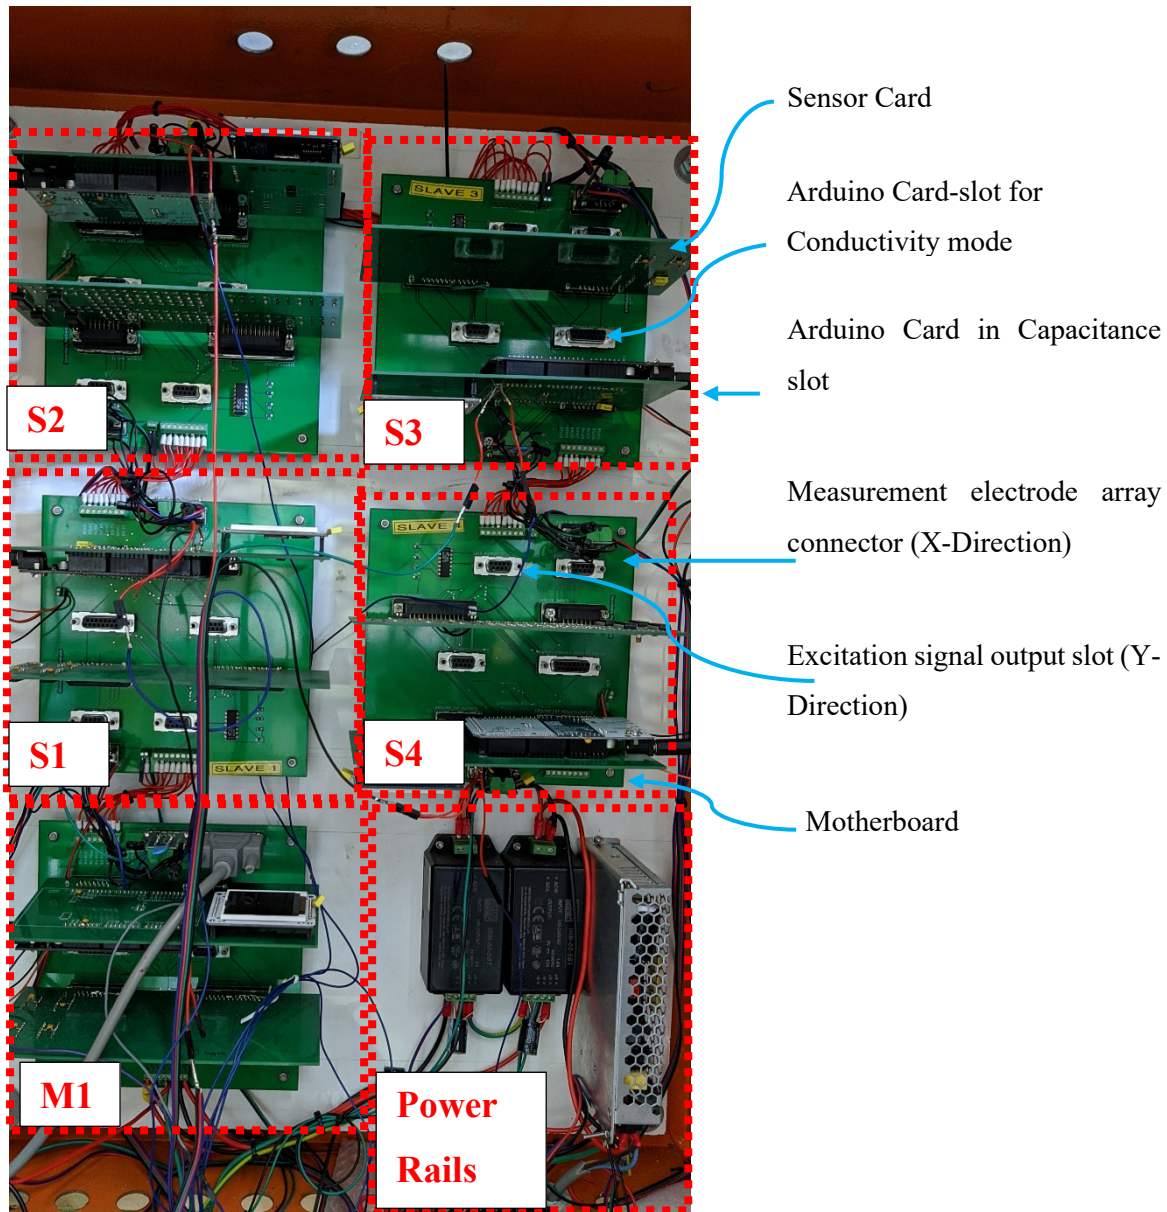 Sensor Card
Arduino Card-slot for
Conductivity mode
Arduino Card in Capacitance
slot
Measurement electrode array
connector (X-Direction)
Excitation signal output slot (Y-
Direction)
Motherboard
SLAVE 3
S2
S3
SLAVE
S1
SLAVE 1
S4
M1
Power
Rails